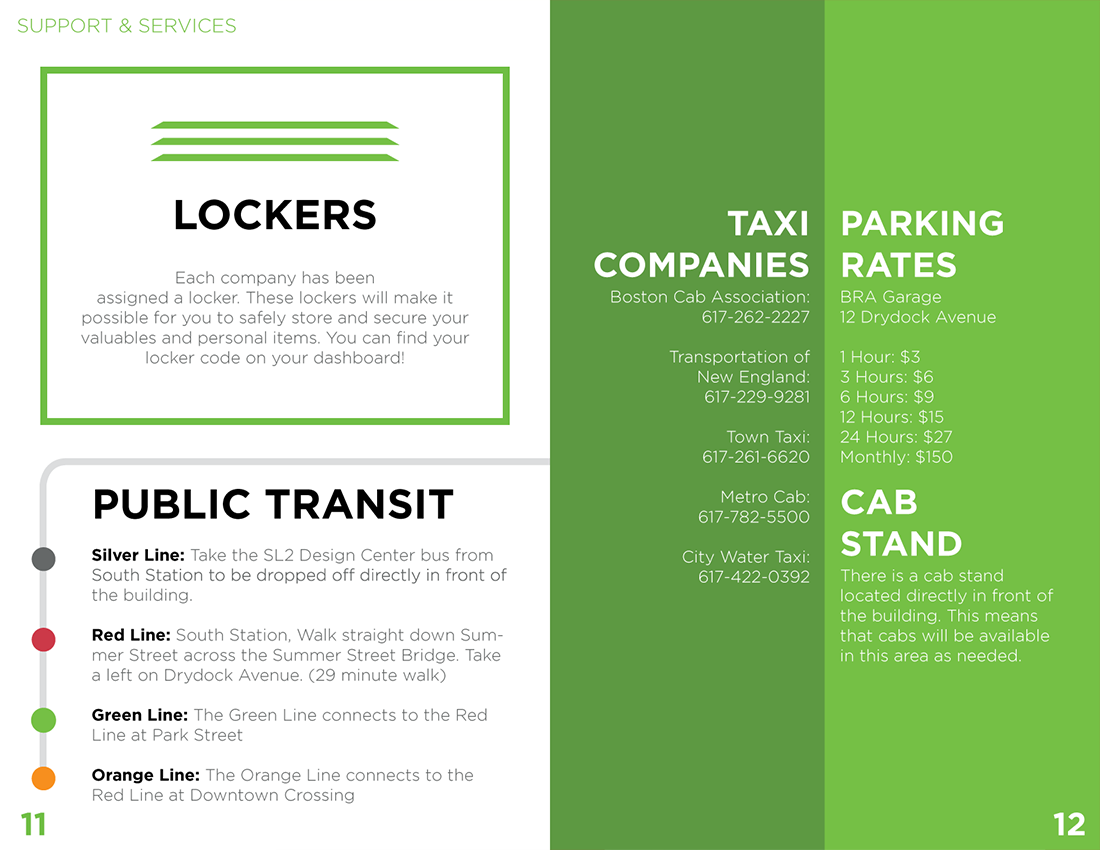 SUPPORT & SERVICES
LOCKERS
Each company has been
assigned a locker. These lockers will make it
possible for you to safely store and secure your
valuables and personal items. You can find your
locker code on your dashboard!
PUBLIC TRANSIT
Silver Line: Take the SL2 Design Center bus from
South Station to be dropped off directly in front of
the building.
Red Line: South Station, Walk straight down Sum-
mer Street across the Summer Street Bridge. Take
a left on Drydock Avenue. (29 minute walk)
Green Line: The Green Line connects to the Red
Line at Park Street
Orange Line: The Orange Line connects to the
Red Line at Downtown Crossing
11
TAXI
COMPANIES
Boston Cab Association:
617-262-2227
Transportation of
New England:
617-229-9281
Town Taxi:
617-261-6620
Metro Cab:
617-782-5500
City Water Taxi:
617-422-0392
PARKING
RATES
BRA Garage
12 Drydock Avenue
1 Hour: $3
3 Hours: $6
6 Hours: $9
12 Hours: $15
24 Hours: $27
Monthly: $150
CAB
STAND
There is a cab stand
located directly in front of
the building. This means
that cabs will be available
in this area as needed.
12